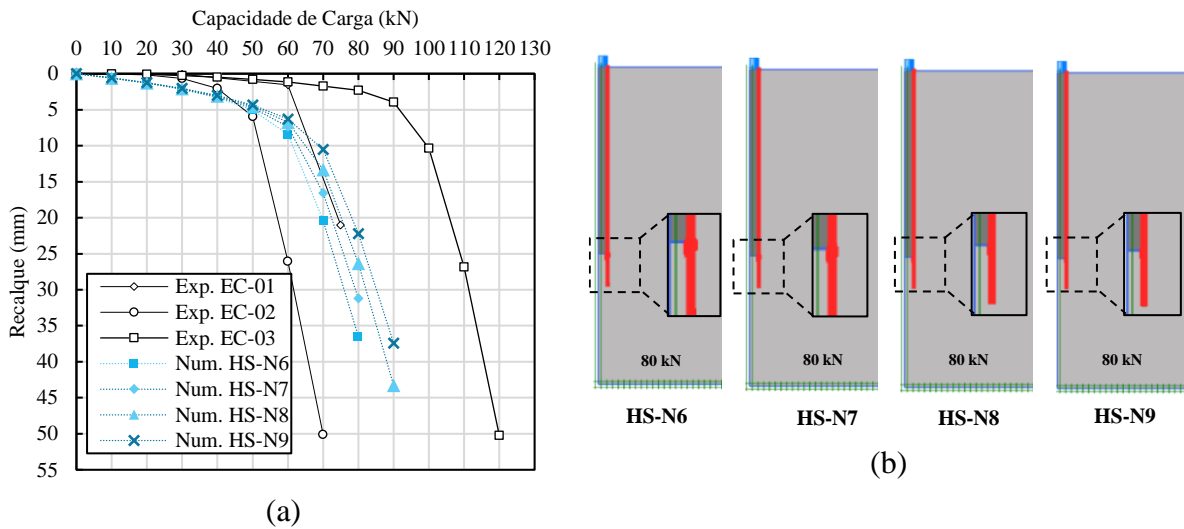 Capacidade de Carga (kN)
0 10 20 30 40 50 60 70 80 90 100 110 120 130
0
5
10
15
20
25
30
35
40
45
50
55
Recalque (mm)
Exp. EC-01
Exp. EC-02
Exp. EC-03
Num. HS-N6
Num. HS-N7
Num. HS-N8
Num. HS-N9
(a)
80 kN
HS-N6
80 kN
HS-N7
80 kN
HS-N8
80 kN
HS-N9
(b)